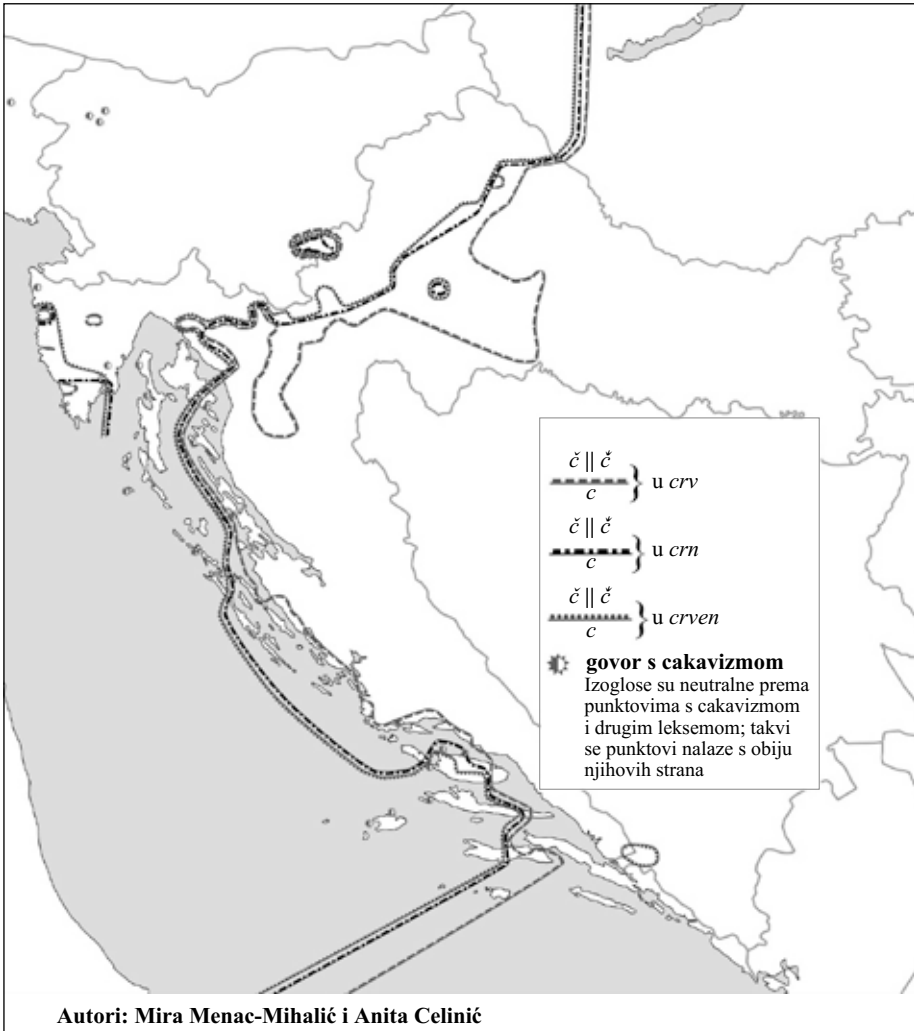 č || č́
c
} u crv
č || č́
c
} u crn
č || č́
c
} u crven
govor s cakavizmom
Izoglose su neutralne prema
punktovima s cakavizmom
i drugim leksemom; takvi
se punktovi nalaze s obiju
njihovih strana
Autori: Mira Menac-Mihalić i Anita Celinić